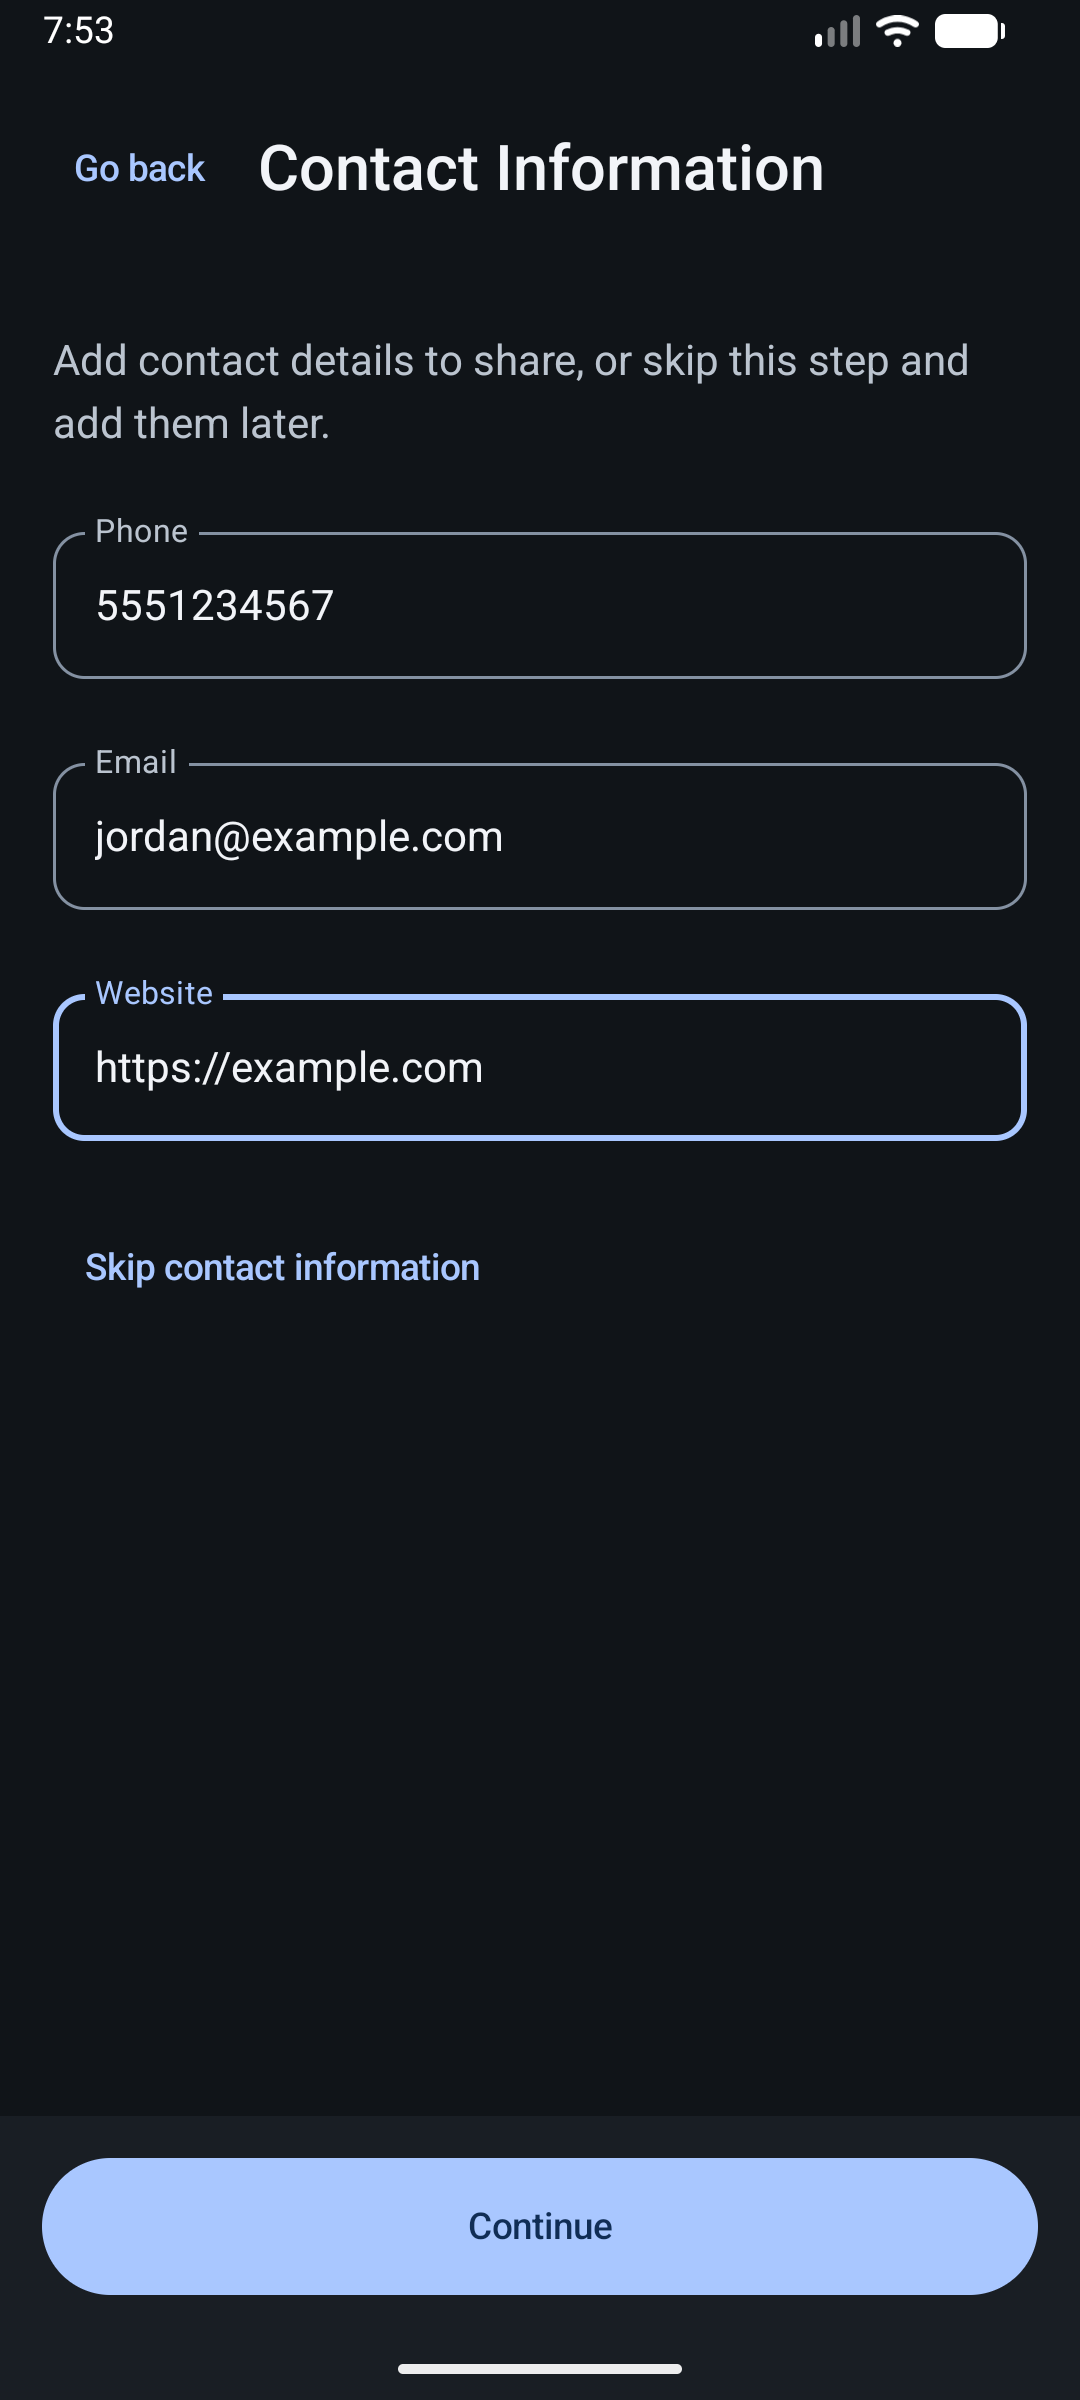 7:53
Go back
Contact Information
Add contact details to share, or skip this step and
add them later.
Phone
5551234567
Email
jordan@example.com
Website
https://example.com
Skip contact information
Continue